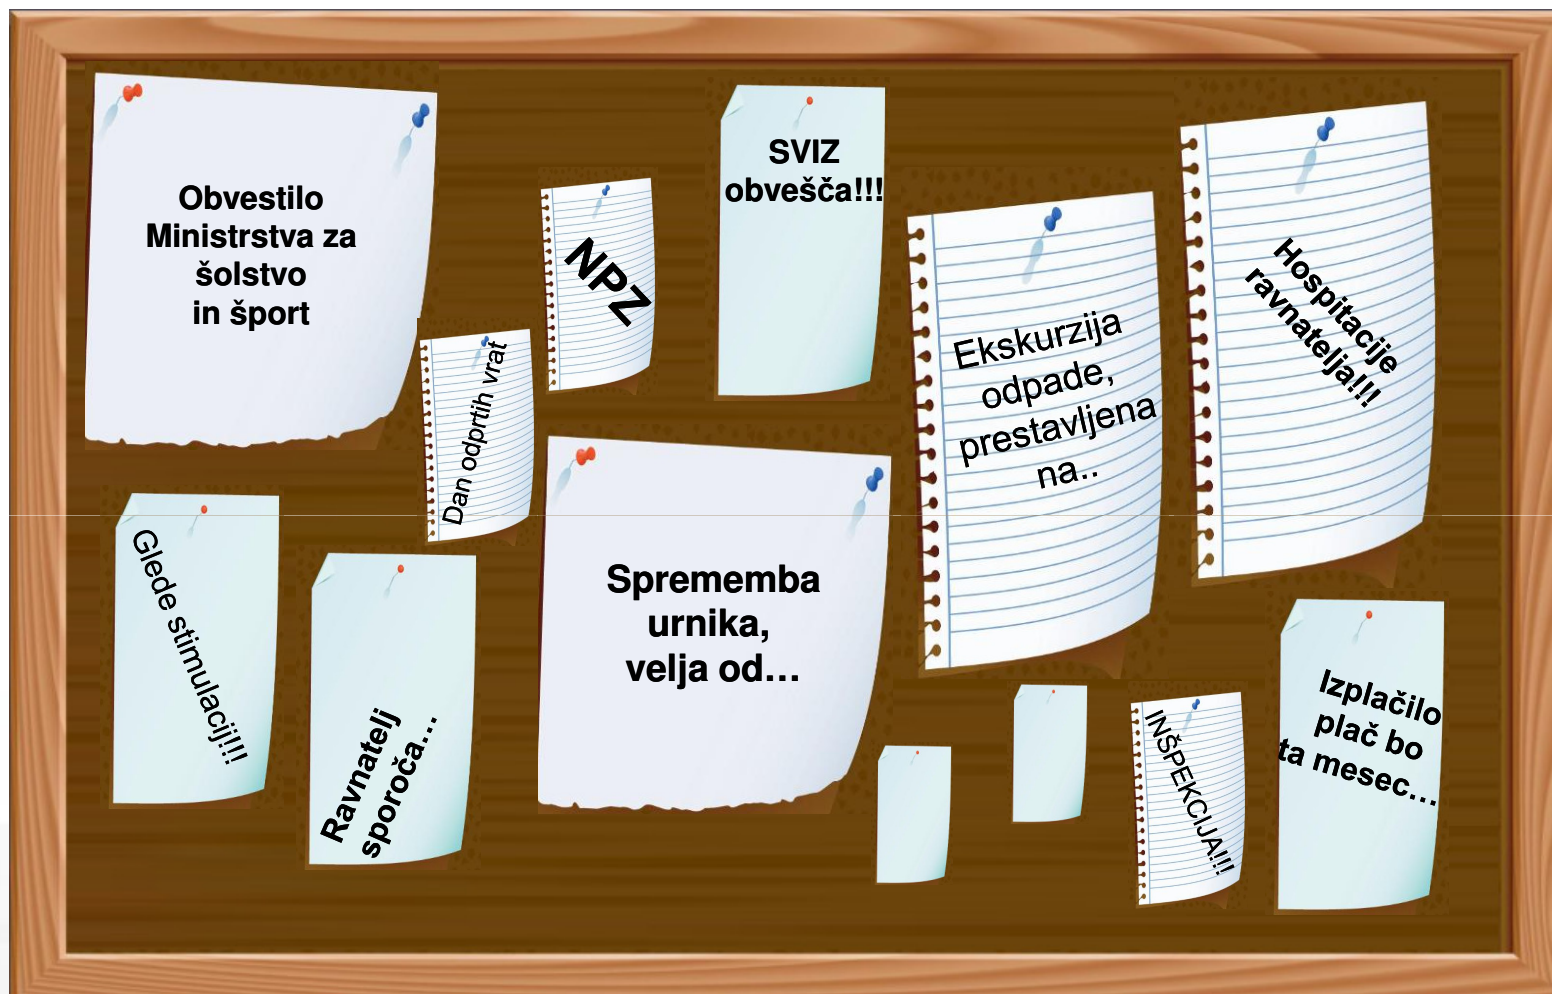 Obvestilo
Ministrstva za
šolstvo
in šport
NPZ
SVIZ
obvešča!!!
Hospitacije
ravnatelja!!!
Ekskurzija
odpade,
prestavljena
na..
Dan odprtih vrat
Glede stimulacij!!!
Ravnatelj
sporoča...
Sprememba
urnika,
velja od...
INŠPEKCIJA!!!
Izplačilo
plač bo
ta mesec...